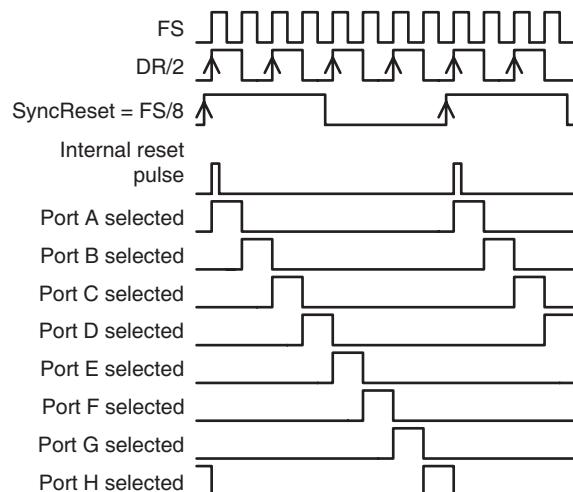 FS
DR/2
SyncReset = FS/8
Internal reset
pulse
Port A selected
Port B selected
Port C selected
Port D selected
Port E selected
Port F selected
Port G selected
Port H selected